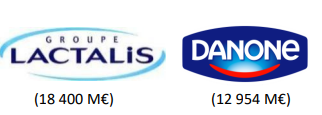 GROUPE
LACTALIS
DANONE
(18 400 M€)
(12 954 M€)